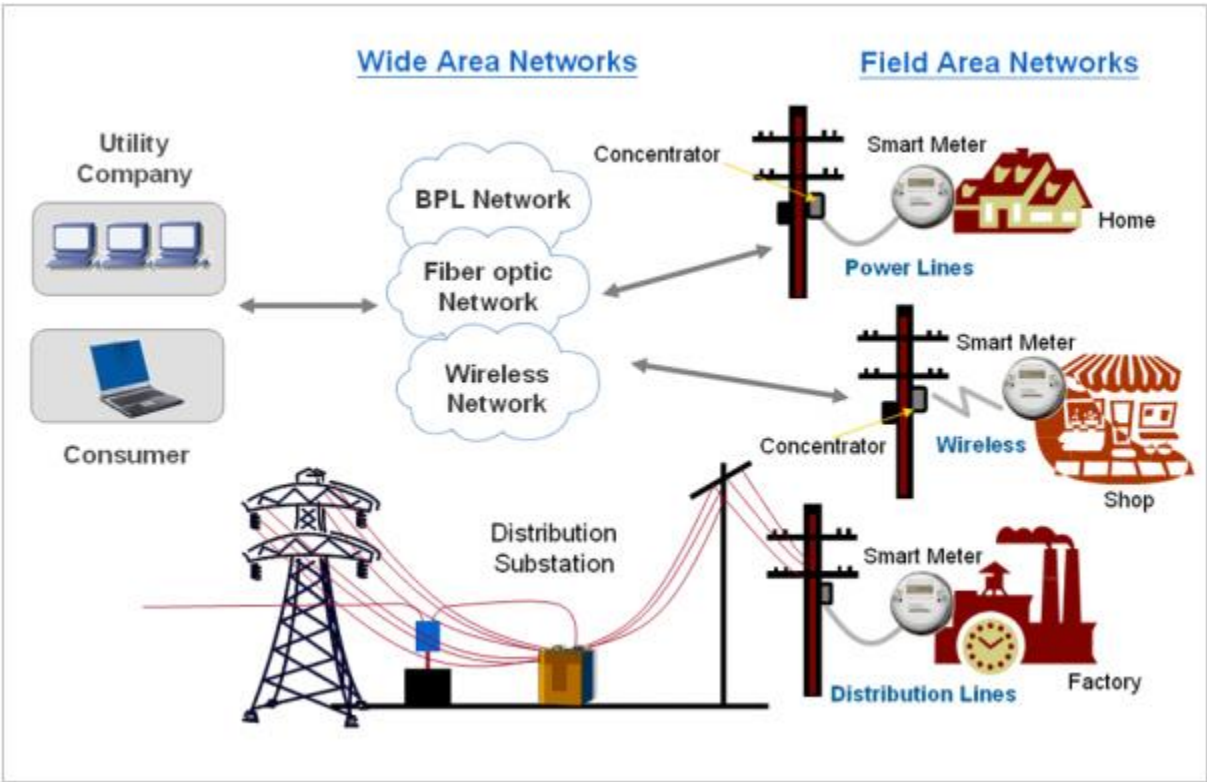 Wide Area Networks
Field Area Networks
Utility
Company
Consumer
BPL Network
Fiber optic
Network
Wireless
Network
Concentrator
Smart Meter
Home
Power Lines
Smart Meter
Concentrator
Wireless
Shop
Distribution
Substation
Smart Meter
Distribution Lines
Factory